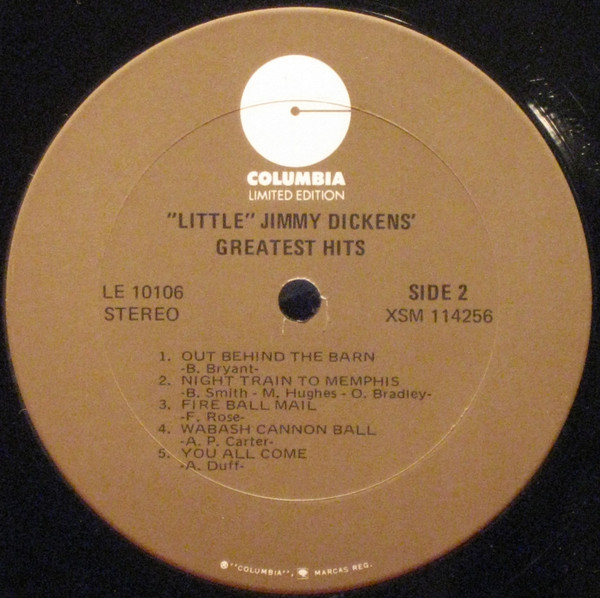 COLUMBIA
LIMITED EDITION
"LITTLE" JIMMY DICKENS'
GREATEST HITS
LE 10106
STEREO
SIDE 2
XSM 114256
1. OUT BEHIND THE BARN
-B. Bryant-
2. NIGHT TRAIN TO MEMPHIS
-B. Smith - M. Hughes - O. Bradley-
3. FIRE BALL MAIL
-F. Rose-
4. WABASH CANNON BALL
-A. P. Carter-
5. YOU ALL COME
-A. Duff-
® "COLUMBIA", MARCAS REG.